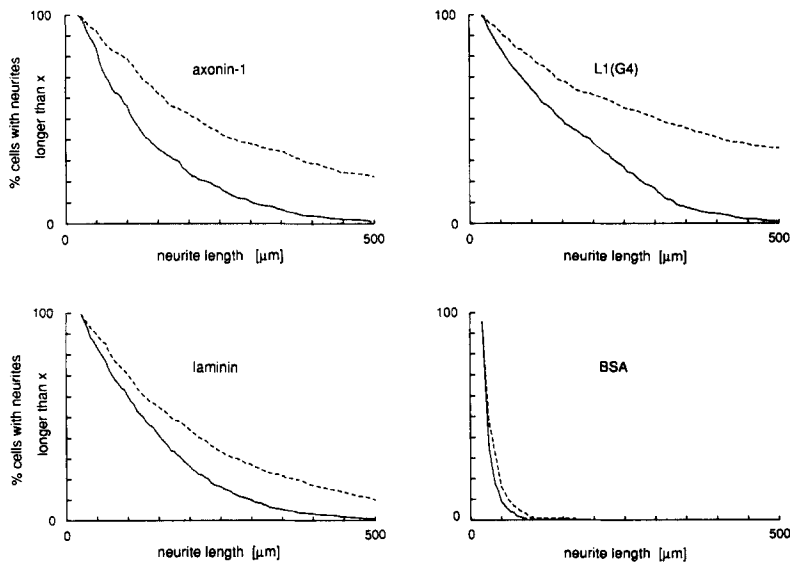 100
axonin-1
% cells with neurites
longer than x
0
0
500
neurite length [µm]
100
L1(G4)
0
0
500
neurite length [µm]
100
laminin
% cells with neurites
longer than x
0
0
500
neurite length [µm]
100
BSA
0
0
500
neurite length [µm]